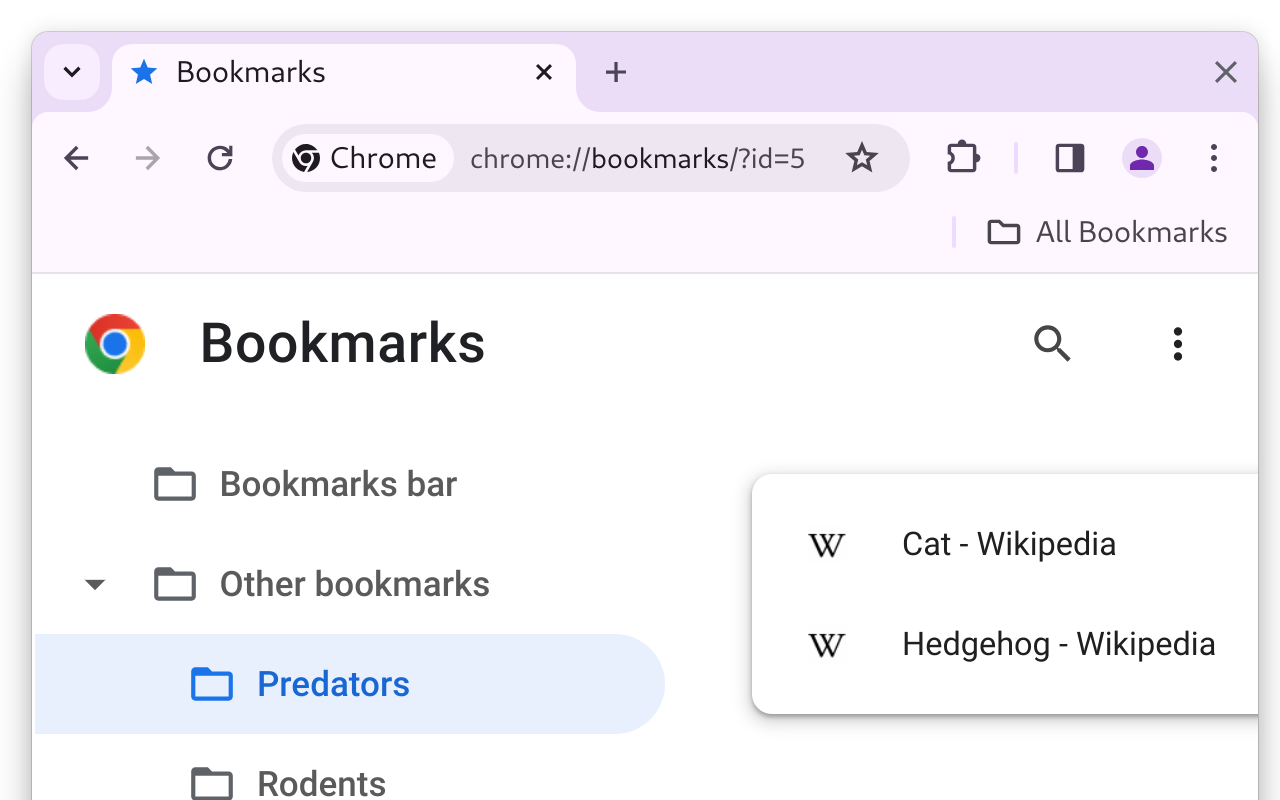 Bookmarks
Chrome
chrome://bookmarks/?id=5
All Bookmarks
Bookmarks
Bookmarks bar
Other bookmarks
Predators
Rodents
W Cat - Wikipedia
W Hedgehog - Wikipedia